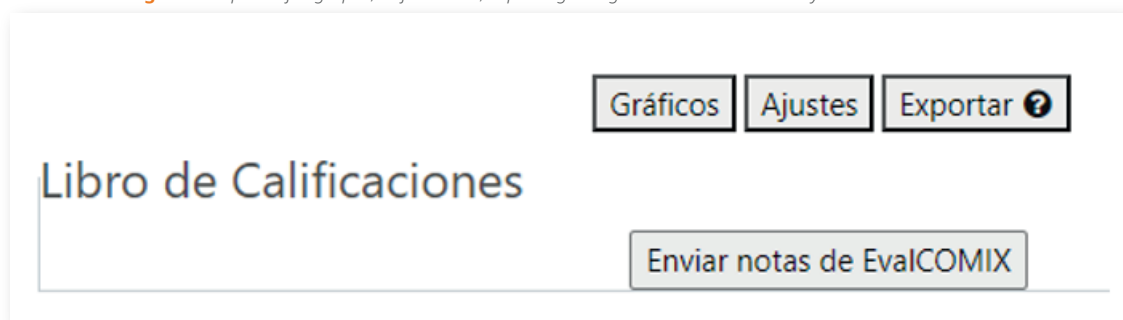 Gráficos Ajustes Exportar
Libro de Calificaciones
Enviar notas de EvalCOMIX